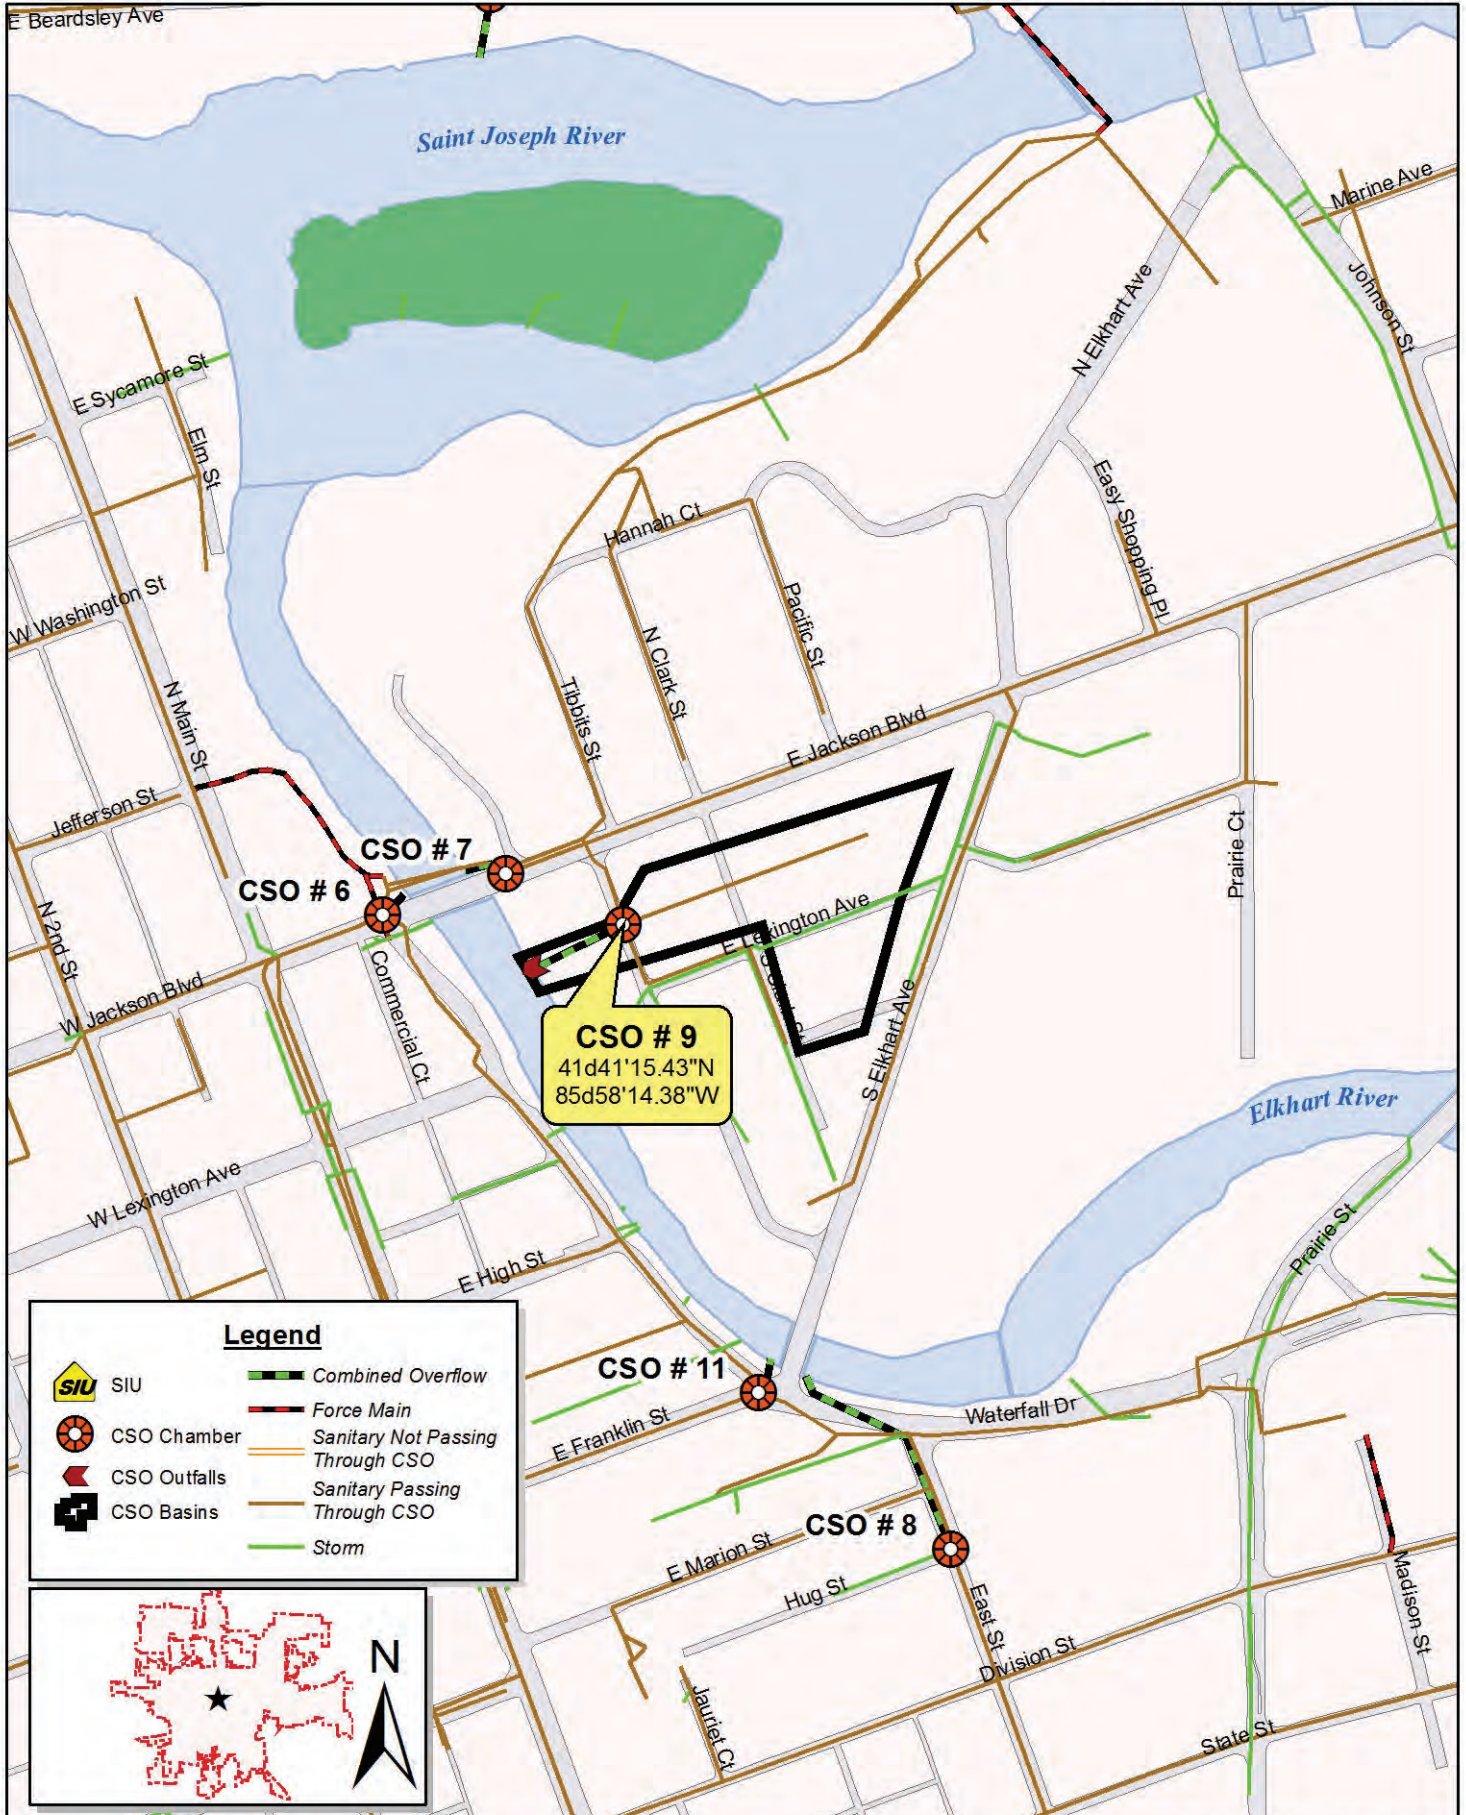 E Beardsley Ave
Saint Joseph River
Marine Ave
Johnson St
N Elkhart Ave
E Sycamore St
Elm St
Easy Shopping Pl
Hannah Ct
W Washington St
Pacific St
N Clark St
Tibbits St
N Main St
E Jackson Blvd
Jefferson St
Prairie Ct
CSO # 7
CSO # 6
N 2nd St
E Lexington Ave
W Jackson Blvd
Commercial Ct
S Elkhart Ave
CSO # 9
41d41'15.43"N
85d58'14.38"W
Elkhart River
W Lexington Ave
Prairie St
E High St
Legend
SIU
SIU
CSO Chamber
CSO Outfalls
CSO Basins
Combined Overflow
Force Main
Sanitary Not Passing
Through CSO
Sanitary Passing
Through CSO
Storm
CSO # 11
E Franklin St
Waterfall Dr
CSO # 8
E Marion St
Hug St
East St
Madison St
Division St
Jauriet Ct
State St
N